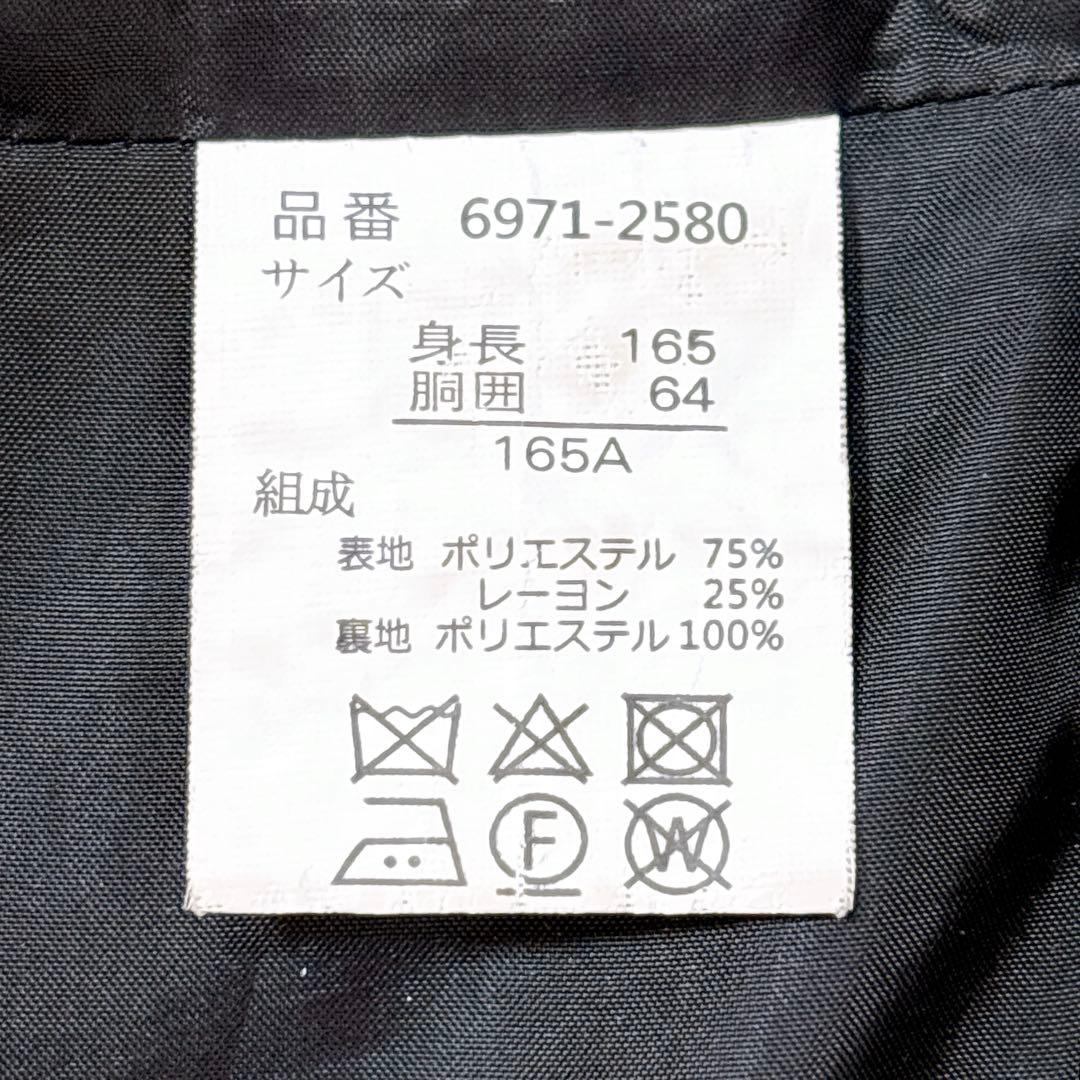 品番 6971-2580
サイズ
身長 165
胴囲 64
165A
組成
表地 ポリエステル 75%
レーヨン 25%
裏地 ポリエステル 100%
F
W